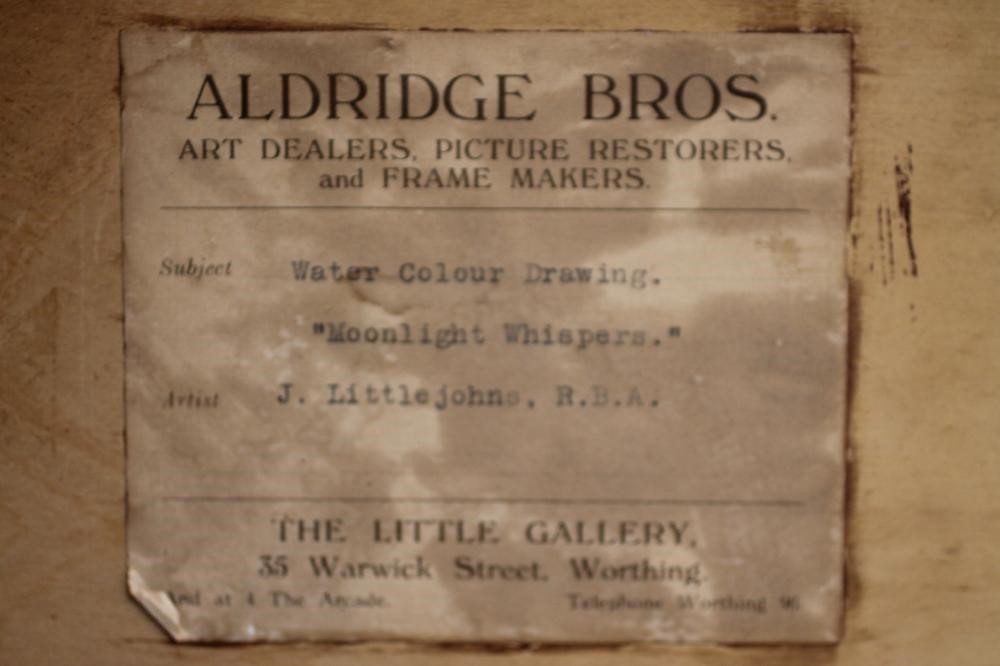 ALDRIDGE BROS.
ART DEALERS, PICTURE RESTORERS,
and FRAME MAKERS.
Subject Water Colour Drawing.
"Moonlight Whispers."
Artist J. Littlejohns, R.B.A.
THE LITTLE GALLERY,
35 Warwick Street, Worthing.
And at 4 The Arcade. Telephone Worthing 96